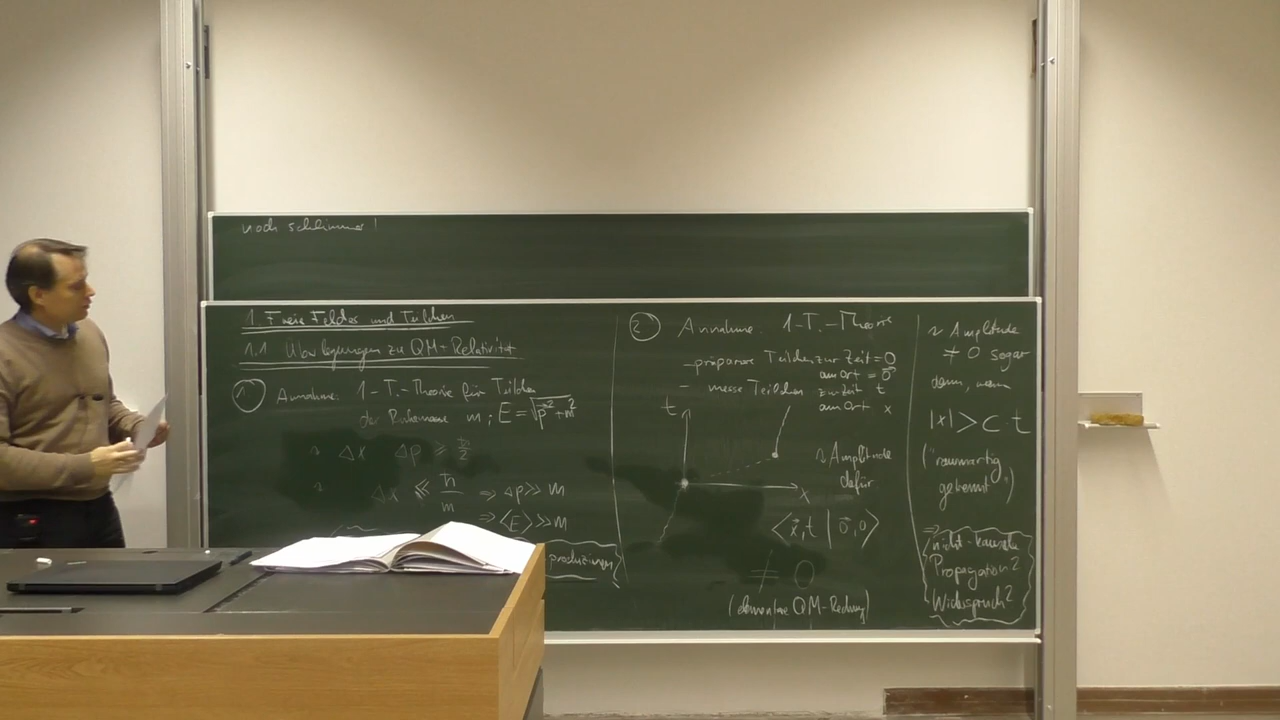 noch schlimmer!
1. Freie Felder und Teilchen
1.1 Überlegungen zu QM + Relativität
① Annahme: 1-T.-Theorie für Teilchen
der Ruhemasse m; E = √(p⃗² + m²)
Δx Δp ≥ ħ/2
Δx ≪ ħ/m ⇒ Δp ≫ m
⇒ ⟨E⟩ ≫ m
produzieren
② Annahme: 1-T.-Theorie
- präpariere Teilchen zur Zeit = 0
am Ort = 0⃗
- messe Teilchen zur Zeit t
am Ort x
t
x
↝ Amplitude
dafür
⟨x⃗,t | 0⃗,0⟩
≠ 0
(elementare QM-Rechnung)
↝ Amplitude
≠ 0 sogar
dann, wenn
|x| > c·t
("raumartig
getrennt")
⇒ nicht-kausale
Propagation?
Widerspruch?